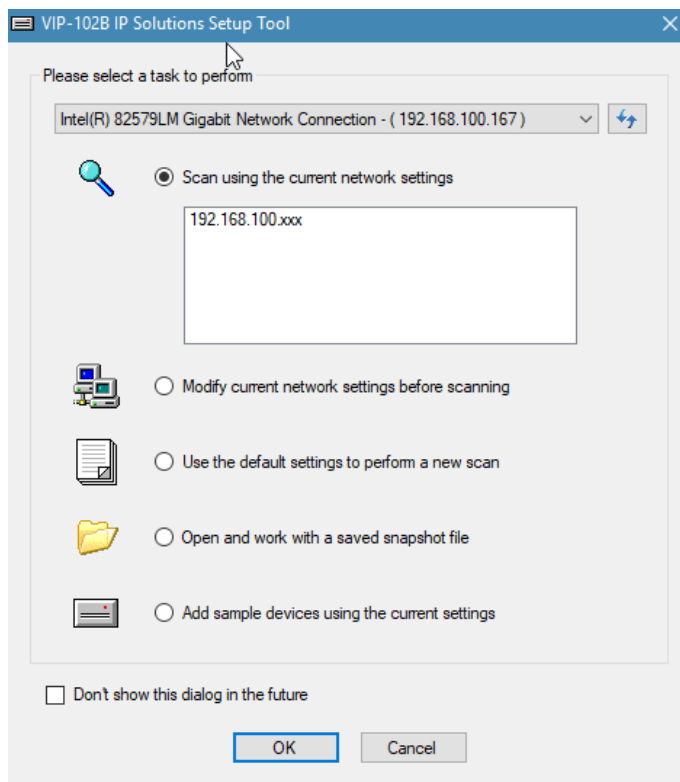 VIP-102B IP Solutions Setup Tool
Please select a task to perform
Intel(R) 82579LM Gigabit Network Connection - ( 192.168.100.167 )
Scan using the current network settings
192.168.100.xxx
Modify current network settings before scanning
Use the default settings to perform a new scan
Open and work with a saved snapshot file
Add sample devices using the current settings
Don't show this dialog in the future
OK Cancel